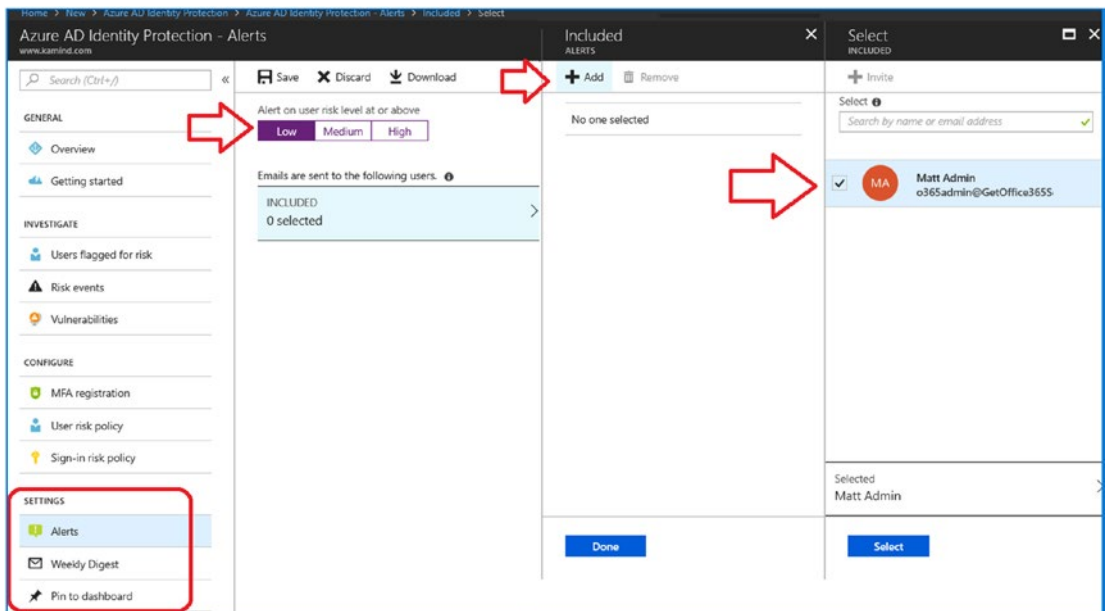 Home > New > Azure AD Identity Protection > Azure AD Identity Protection - Alerts > Included > Select
Azure AD Identity Protection - Alerts
www.kamind.com
Search (Ctrl+/)
«
GENERAL
Overview
Getting started
INVESTIGATE
Users flagged for risk
Risk events
Vulnerabilities
CONFIGURE
MFA registration
User risk policy
Sign-in risk policy
SETTINGS
Alerts
Weekly Digest
Pin to dashboard
Save Discard Download
Alert on user risk level at or above
Low Medium High
Emails are sent to the following users.
INCLUDED
0 selected
Included
ALERTS
Add Remove
No one selected
Done
Select
INCLUDED
Invite
Select
Search by name or email address
MA
Matt Admin
o365admin@GetOffice365S
Selected
Matt Admin
Select